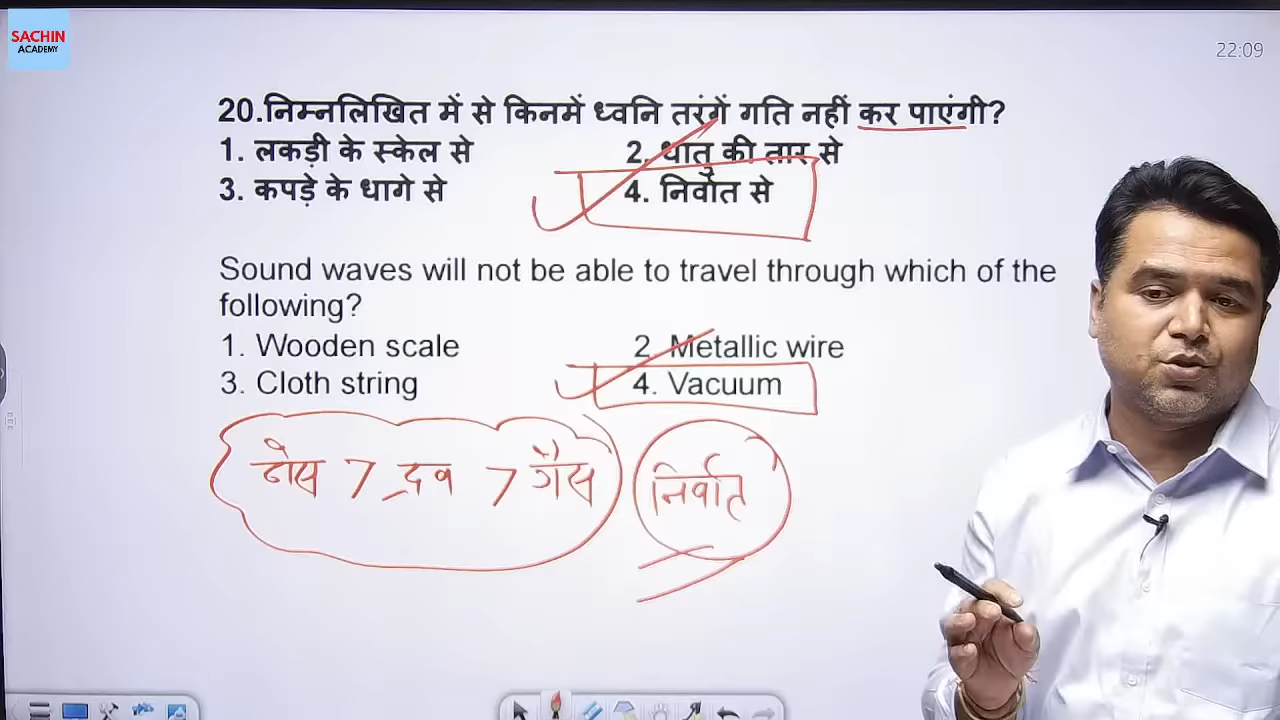 SACHIN
ACADEMY
22:09
20.निम्नलिखित में से किनमें ध्वनि तरंगें गति नहीं कर पाएंगी?
1. लकड़ी के स्केल से 2. धातु की तार से
3. कपड़े के धागे से 4. निर्वात से
Sound waves will not be able to travel through which of the
following?
1. Wooden scale 2. Metallic wire
3. Cloth string 4. Vacuum
ठोस > द्रव > गैस निर्वात